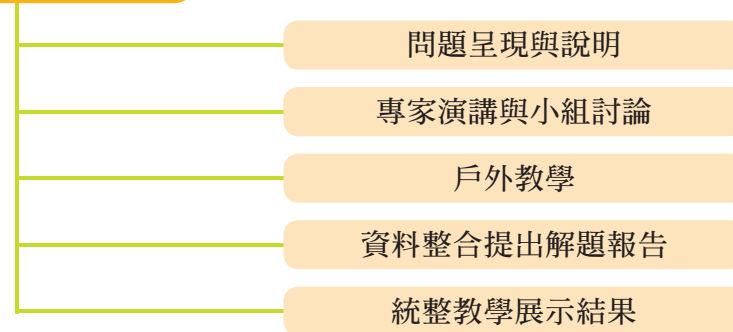 問題呈現與說明
專家演講與小組討論
戶外教學
資料整合提出解題報告
統整教學展示結果